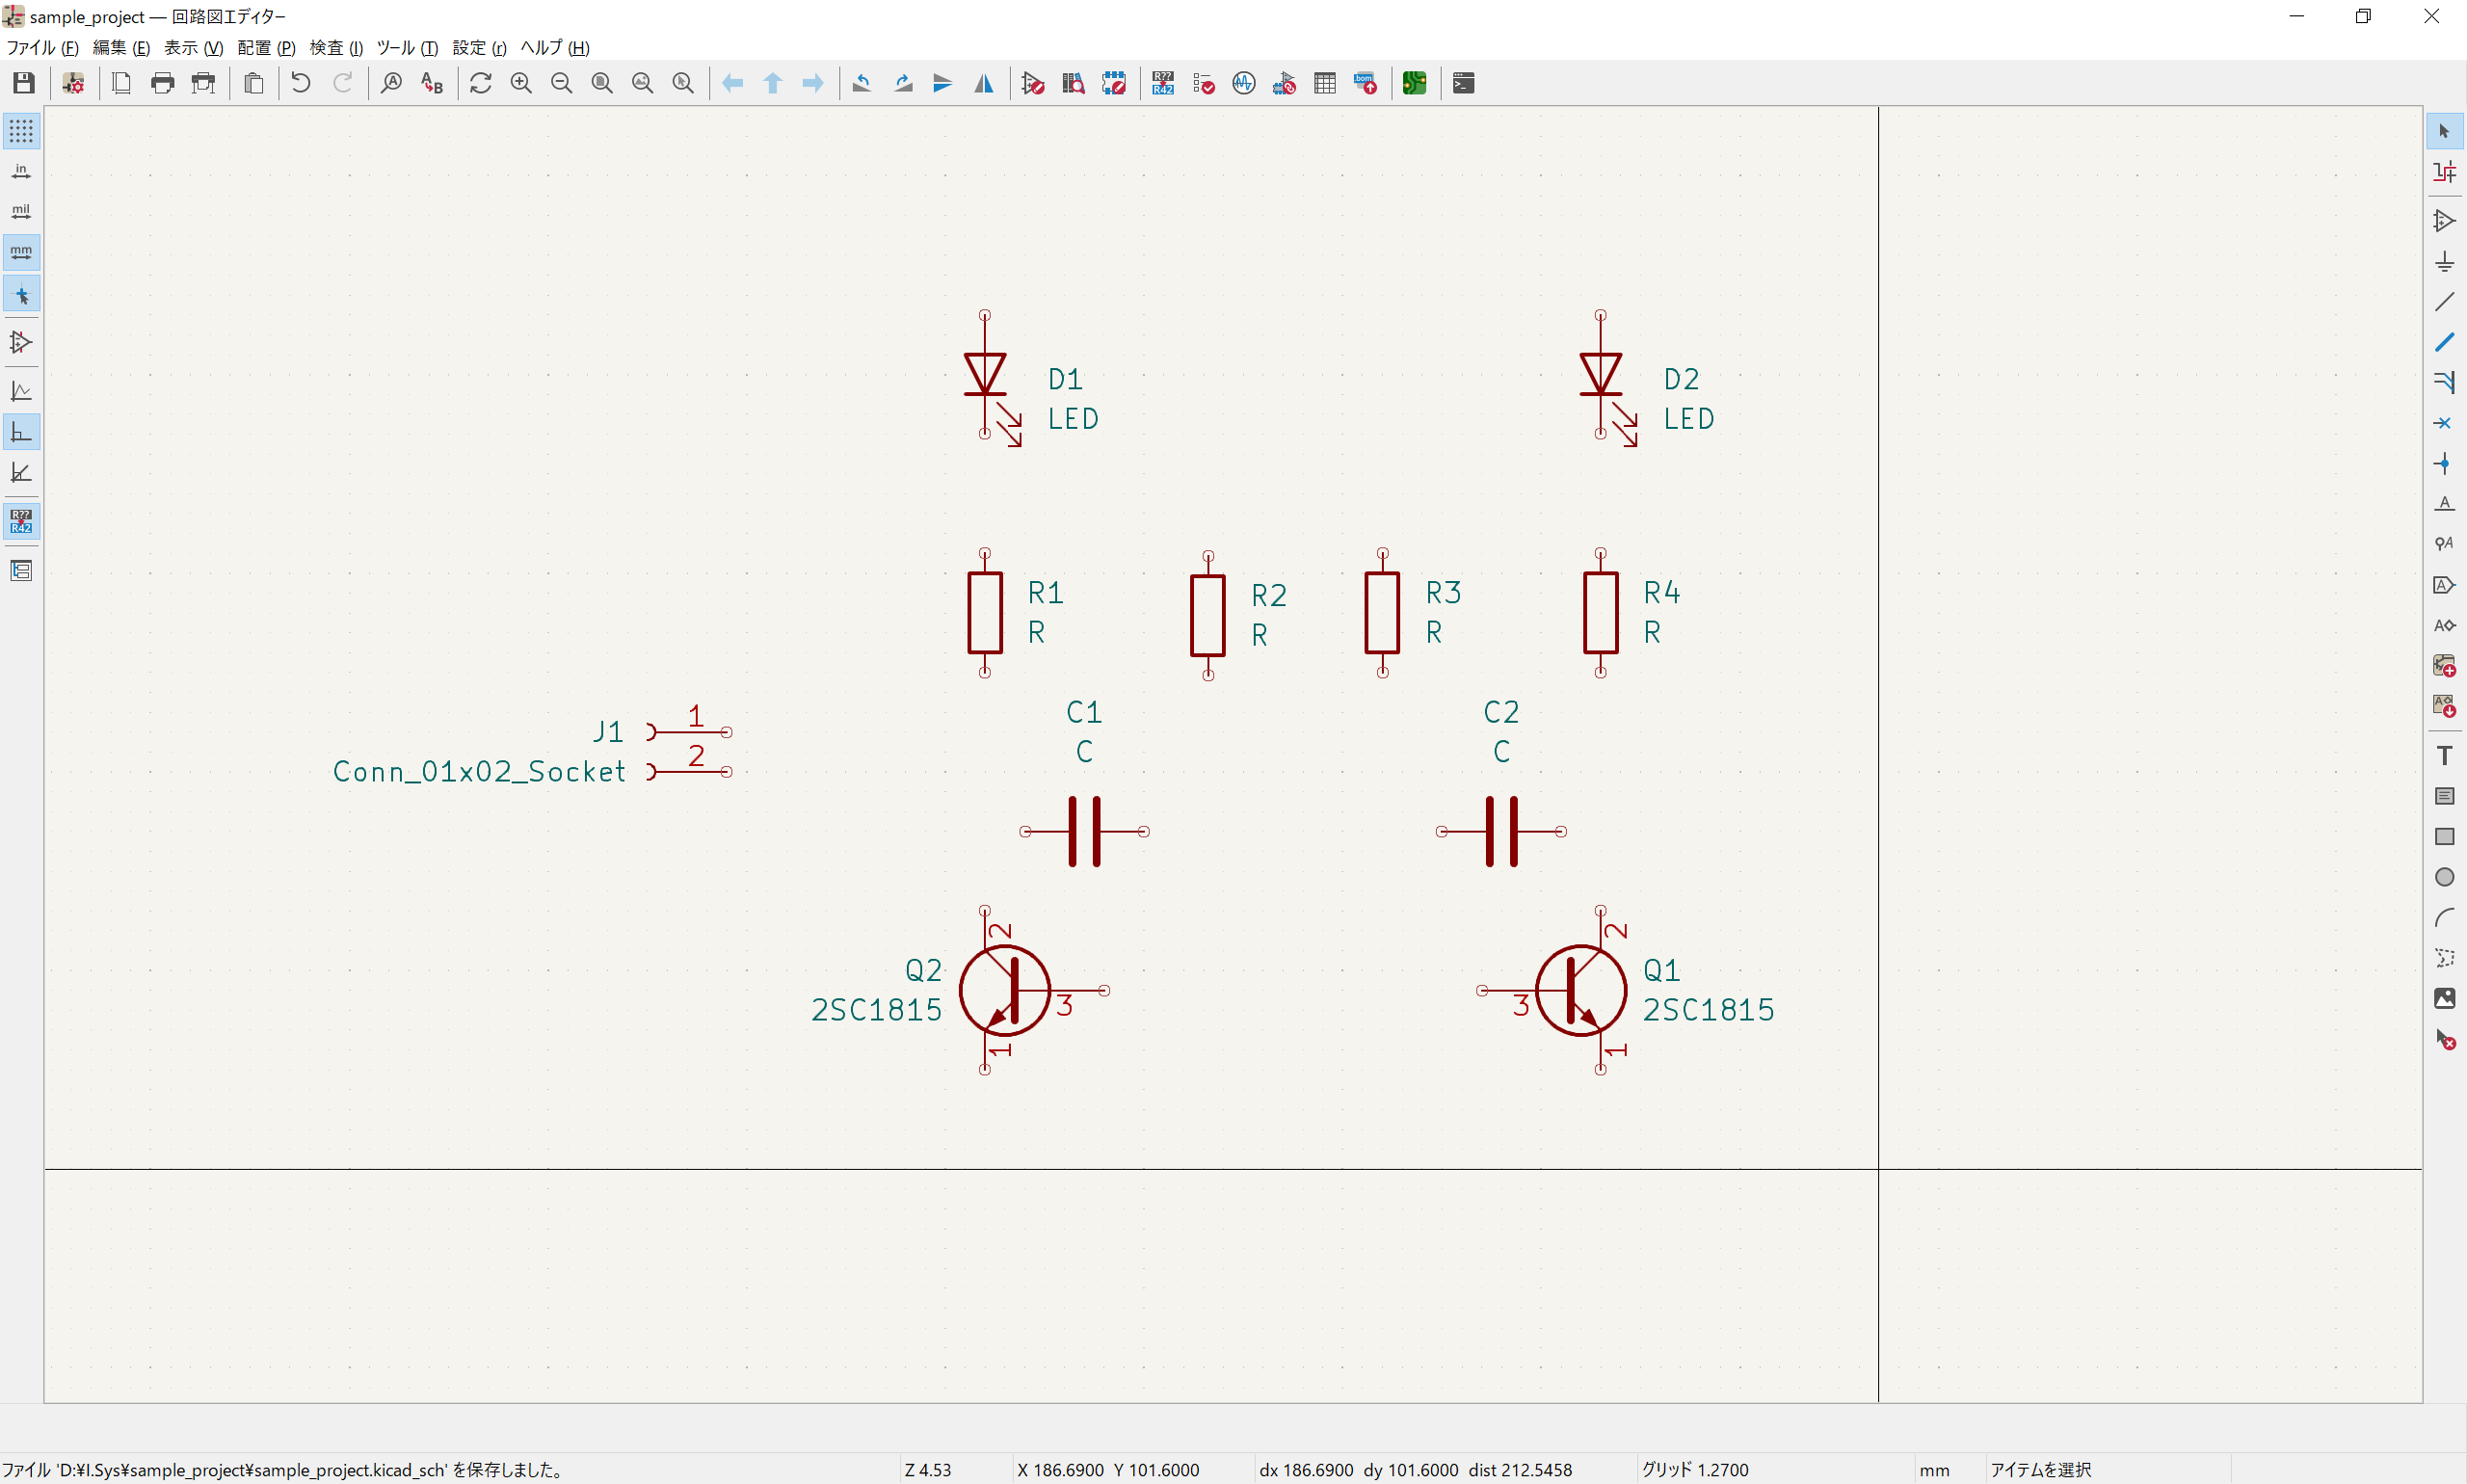 sample_project — 回路図エディター
ファイル (F) 編集 (E) 表示 (V) 配置 (P) 検査 (I) ツール (T) 設定 (r) ヘルプ (H)
in
mil
mm
R??
R42
D1
LED
D2
LED
R1
R
R2
R
R3
R
R4
R
J1
Conn_01x02_Socket
1
2
C1
C
C2
C
Q2
2SC1815
2
3
1
Q1
2SC1815
2
3
1
ファイル 'D:¥I.Sys¥sample_project¥sample_project.kicad_sch' を保存しました。 Z 4.53 X 186.6900 Y 101.6000 dx 186.6900 dy 101.6000 dist 212.5458 グリッド 1.2700 mm アイテムを選択